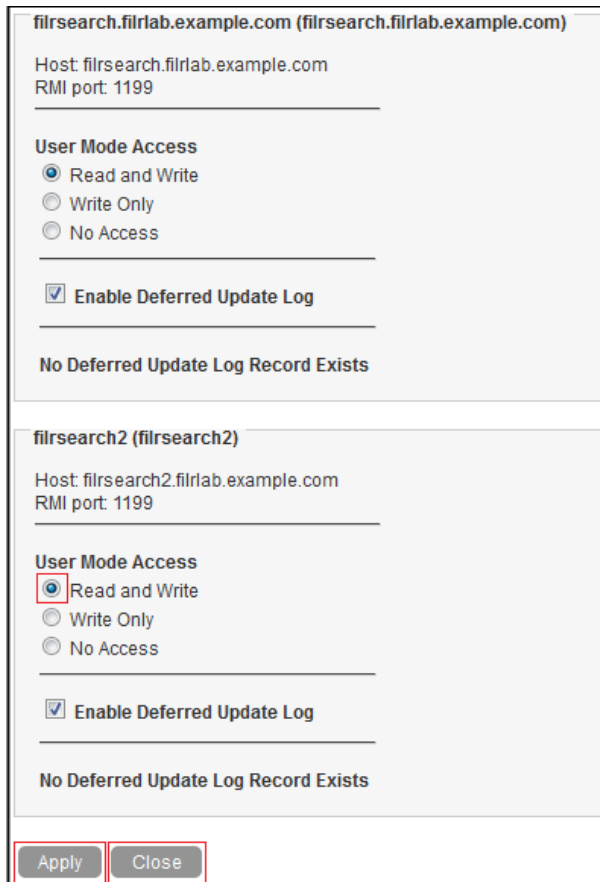 filrsearch.filrlab.example.com (filrsearch.filrlab.example.com)
Host: filrsearch.filrlab.example.com
RMI port: 1199
User Mode Access
Read and Write
Write Only
No Access
Enable Deferred Update Log
No Deferred Update Log Record Exists
filrsearch2 (filrsearch2)
Host: filrsearch2.filrlab.example.com
RMI port: 1199
User Mode Access
Read and Write
Write Only
No Access
Enable Deferred Update Log
No Deferred Update Log Record Exists
Apply Close